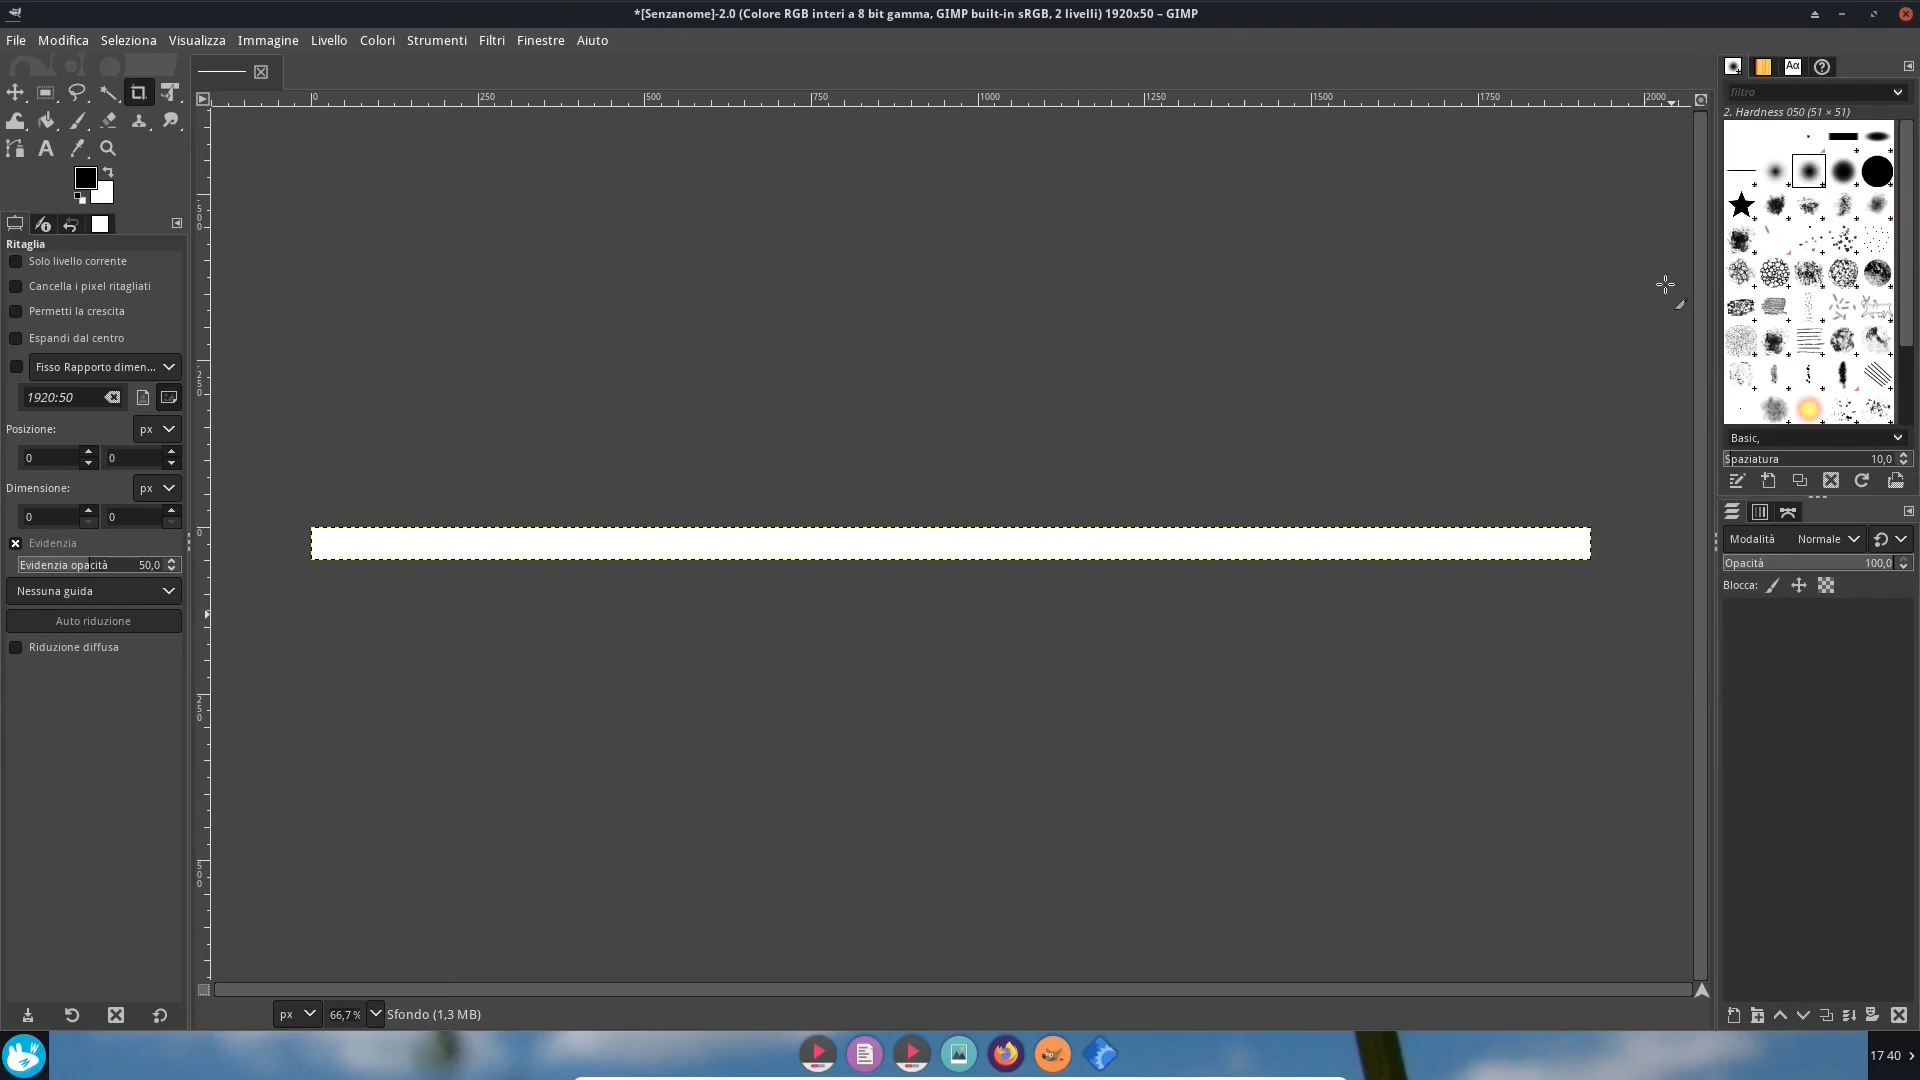 *[Senzanome]-2.0 (Colore RGB interi a 8 bit gamma, GIMP built-in sRGB, 2 livelli) 1920x50 – GIMP
File Modifica Seleziona Visualizza Immagine Livello Colori Strumenti Filtri Finestre Aiuto
0 250 500 750 1000 1250 1500 1750 2000
filtro
2. Hardness 050 (51 × 51)
Ritaglia
Solo livello corrente
Cancella i pixel ritagliati
Permetti la crescita
Espandi dal centro
Fisso Rapporto dimen...
1920:50
Posizione: px
0 0
Dimensione: px
0 0
Evidenzia
Evidenzia opacità 50,0
Nessuna guida
Auto riduzione
Riduzione diffusa
500
250
0
250
500
Basic,
Spaziatura 10,0
Modalità Normale
Opacità 100,0
Blocca:
px 66,7 % Sfondo (1,3 MB)
17 40